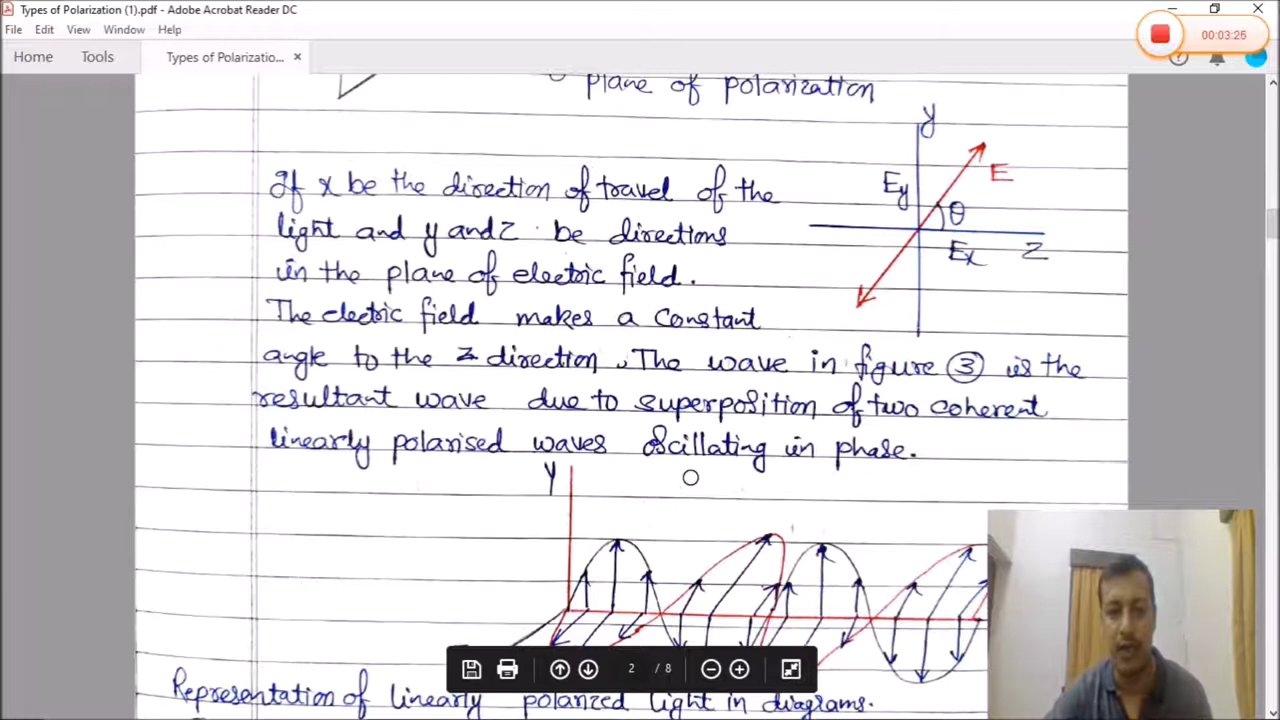 Types of Polarization (1).pdf - Adobe Acrobat Reader DC
File Edit View Window Help
00:03:25
Home Tools Types of Polarizatio... ×
plane of polarization
y
E
Ey
θ
Ex Z
If x be the direction of travel of the
light and y and z be directions
in the plane of electric field.
The electric field makes a constant
angle to the z direction. The wave in figure 3 is the
resultant wave due to superposition of two coherent
linearly polarised waves oscillating in phase.
Y
2 / 8
Representation of linearly polarized light in diagrams.